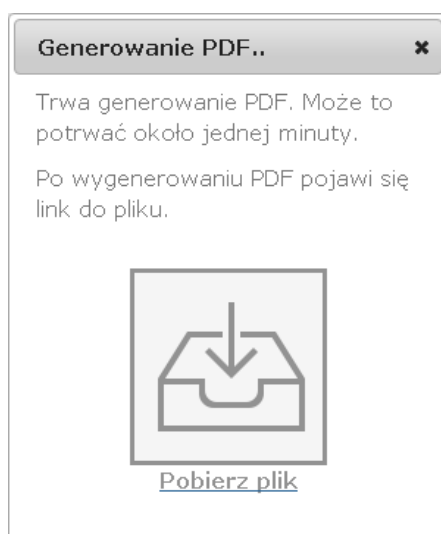 Generowanie PDF..
Trwa generowanie PDF. Może to
potrwać około jednej minuty.
Po wygenerowaniu PDF pojawi się
link do pliku.
Pobierz plik